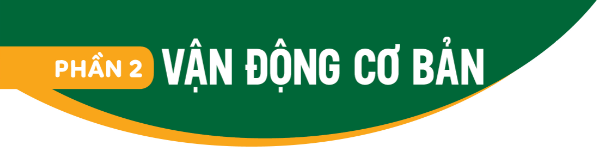 PHẦN 2 VẬN ĐỘNG CƠ BẢN